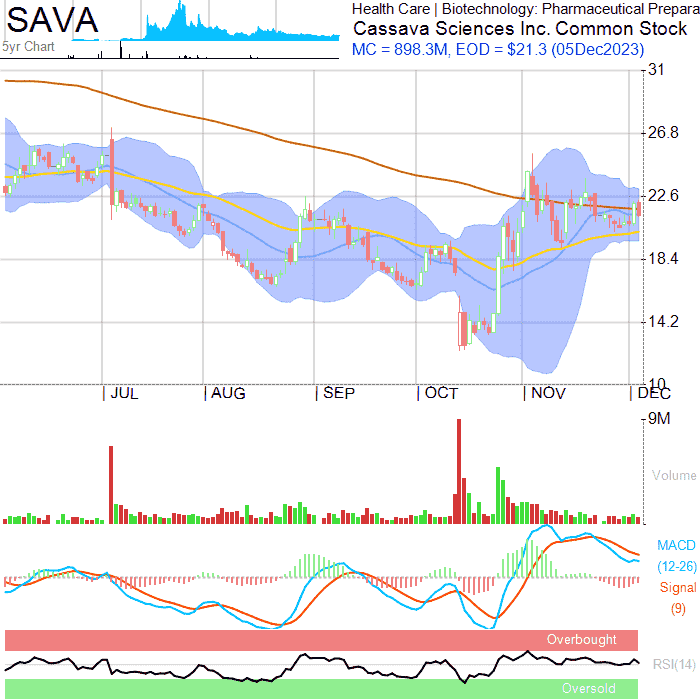 SAVA
5yr Chart
Health Care | Biotechnology: Pharmaceutical Prepara
Cassava Sciences Inc. Common Stock
MC = 898.3M, EOD = $21.3 (05Dec2023)
31
26.8
22.6
18.4
14.2
10
JUL AUG SEP OCT NOV DEC
9M
Volume
MACD
(12-26)
Signal
(9)
Overbought
RSI(14)
Oversold